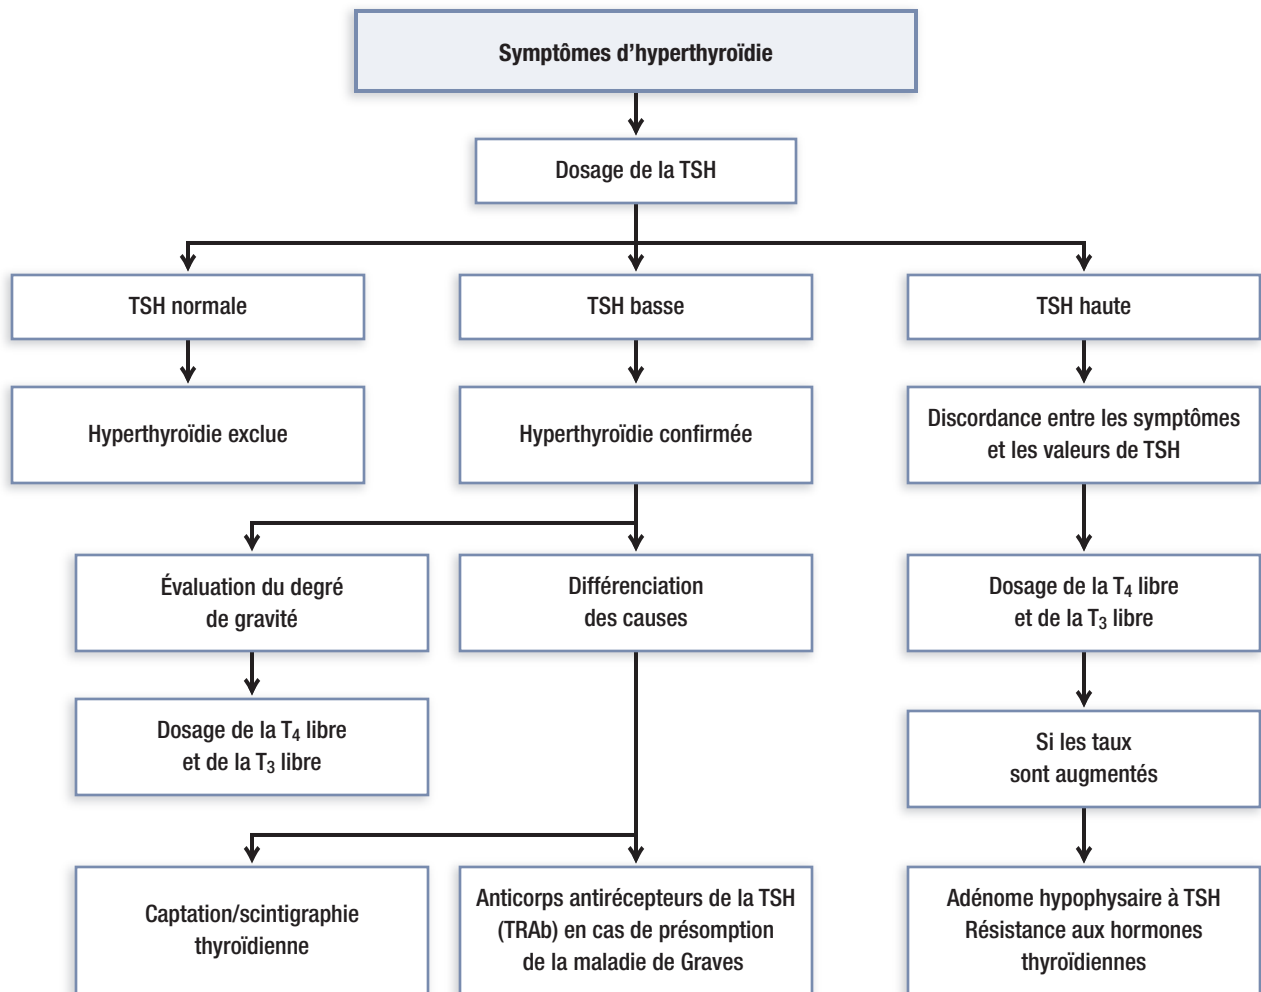 Symptômes d’hyperthyroïdie
Dosage de la TSH
TSH normale
TSH basse
TSH haute
Hyperthyroïdie exclue
Hyperthyroïdie confirmée
Discordance entre les symptômes
et les valeurs de TSH
Évaluation du degré
de gravité
Différenciation
des causes
Dosage de la T₄ libre
et de la T₃ libre
Dosage de la T₄ libre
et de la T₃ libre
Si les taux
sont augmentés
Captation/scintigraphie
thyroïdienne
Anticorps antirécepteurs de la TSH
(TRAb) en cas de présomption
de la maladie de Graves
Adénome hypophysaire à TSH
Résistance aux hormones
thyroïdiennes